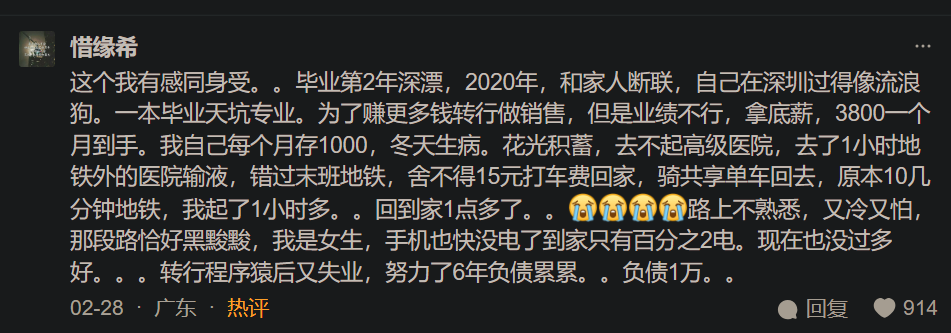 惜缘希
这个我有感同身受。。毕业第2年深漂，2020年，和家人断联，自己在深圳过得像流浪
狗。一本毕业天坑专业。为了赚更多钱转行做销售，但是业绩不行，拿底薪，3800一个
月到手。我自己每个月存1000，冬天生病。花光积蓄，去不起高级医院，去了1小时地
铁外的医院输液，错过末班地铁，舍不得15元打车费回家，骑共享单车回去，原本10几
分钟地铁，我起了1小时多。。回到家1点多了。。😭😭😭😭路上不熟悉，又冷又怕，
那段路恰好黑黢黢，我是女生，手机也快没电了到家只有百分之2电。现在也没过多
好。。。转行程序猿后又失业，努力了6年负债累累。。负债1万。。
02-28 · 广东 · 热评 回复 914